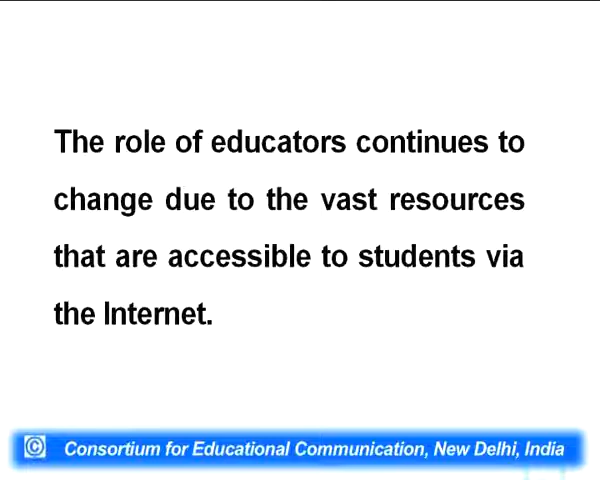 The role of educators continues to
change due to the vast resources
that are accessible to students via
the Internet.
© Consortium for Educational Communication, New Delhi, India